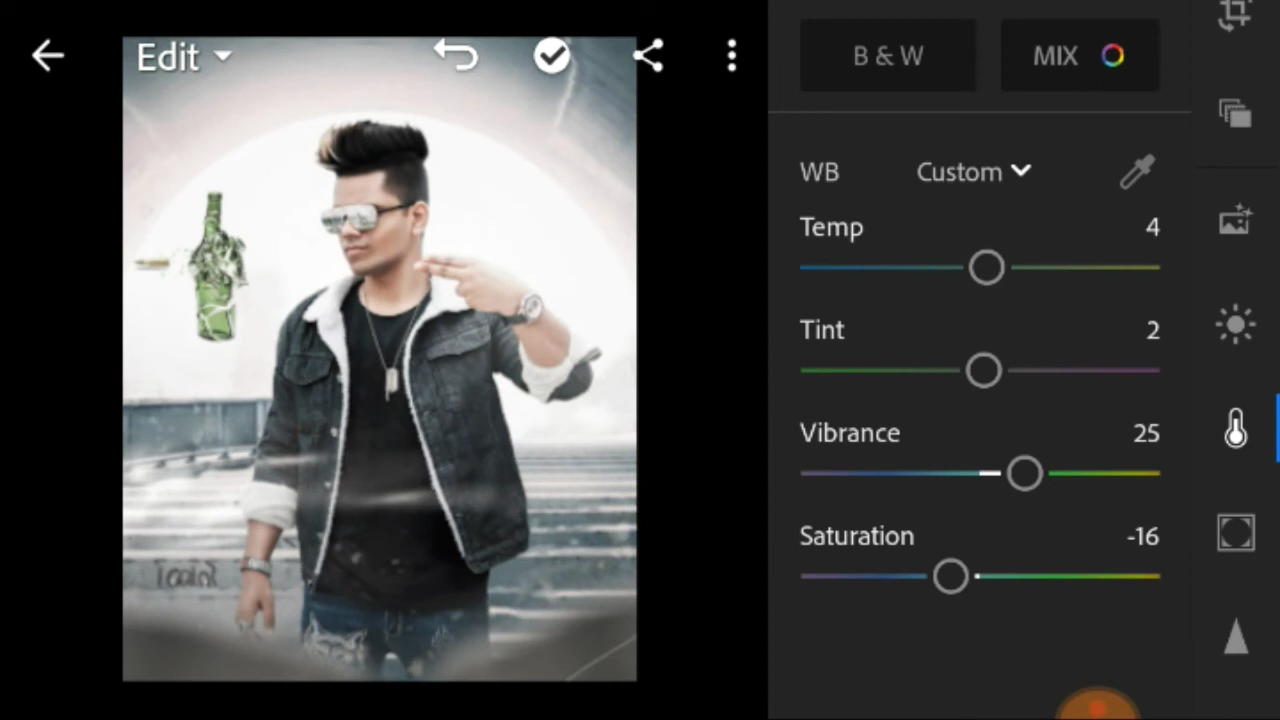 Edit
B & W
MIX
WB
Custom
Temp
4
Tint
2
Vibrance
25
Saturation
-16